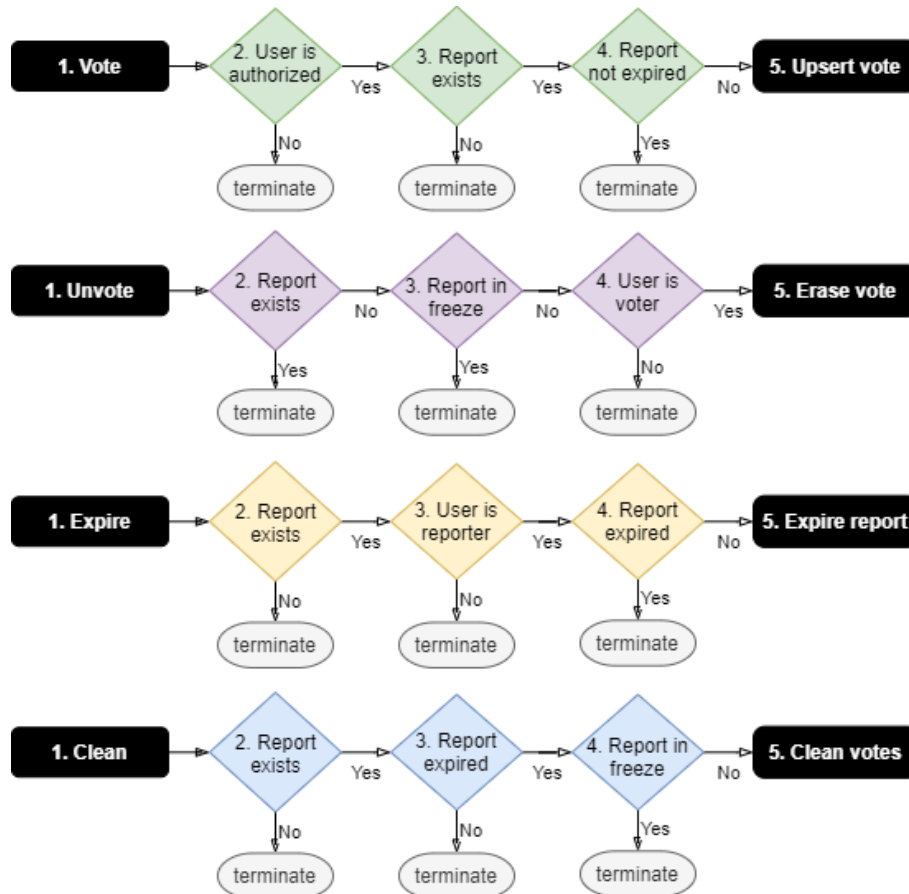 1. Vote
2. User is
authorized
Yes
3. Report
exists
Yes
4. Report
not expired
No
5. Upsert vote
No
No
Yes
terminate
terminate
terminate
1. Unvote
2. Report
exists
No
3. Report in
freeze
No
4. User is
voter
Yes
5. Erase vote
Yes
Yes
No
terminate
terminate
terminate
1. Expire
2. Report
exists
Yes
3. User is
reporter
Yes
4. Report
expired
No
5. Expire report
No
No
Yes
terminate
terminate
terminate
1. Clean
2. Report
exists
Yes
3. Report
expired
Yes
4. Report in
freeze
No
5. Clean votes
No
No
Yes
terminate
terminate
terminate